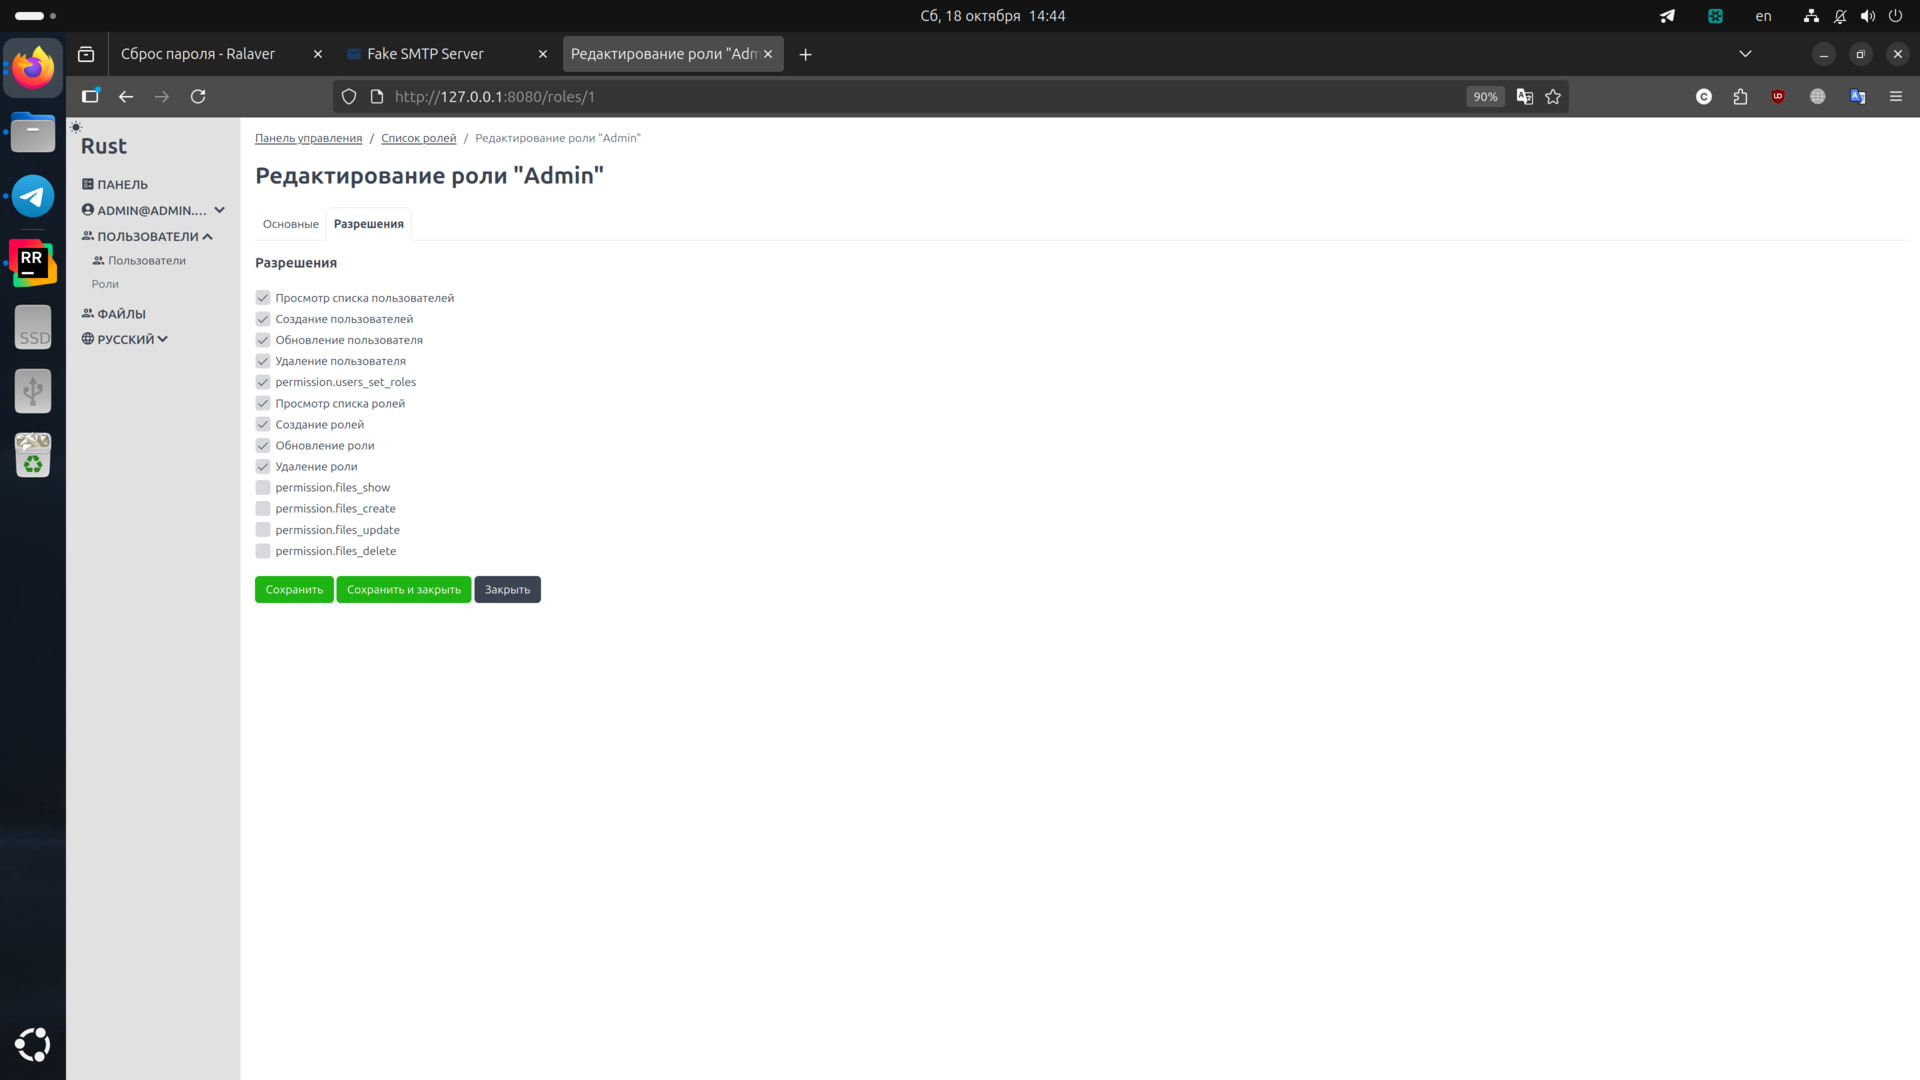 Сб, 18 октября 14:44
en
Сброс пароля - Ralaver
Fake SMTP Server
Редактирование роли "Adm
http://127.0.0.1:8080/roles/1
90%
Rust
ПАНЕЛЬ
ADMIN@ADMIN....
ПОЛЬЗОВАТЕЛИ
Пользователи
Роли
ФАЙЛЫ
РУССКИЙ
RR
SSD
Панель управления / Список ролей / Редактирование роли "Admin"
Редактирование роли "Admin"
Основные
Разрешения
Разрешения
Просмотр списка пользователей
Создание пользователей
Обновление пользователя
Удаление пользователя
permission.users_set_roles
Просмотр списка ролей
Создание ролей
Обновление роли
Удаление роли
permission.files_show
permission.files_create
permission.files_update
permission.files_delete
Сохранить
Сохранить и закрыть
Закрыть